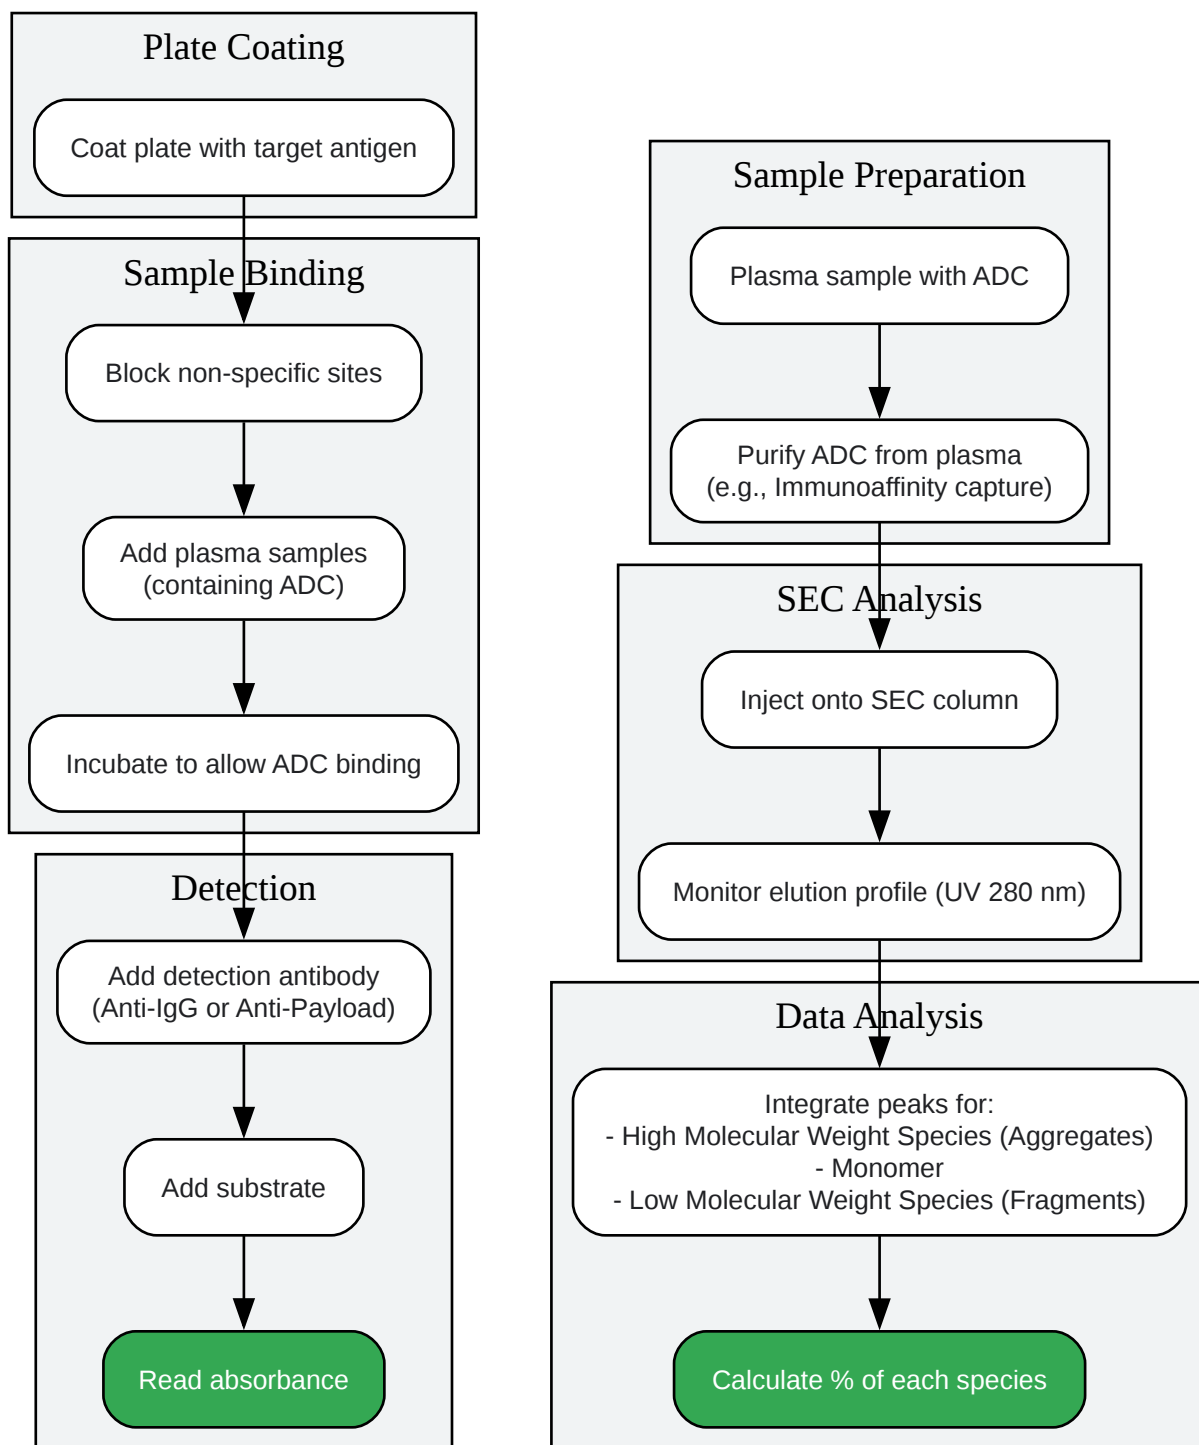 Plate Coating
Coat plate with target antigen
Sample Binding
Block non-specific sites
Add plasma samples
(containing ADC)
Incubate to allow ADC binding
Detection
Add detection antibody
(Anti-IgG or Anti-Payload)
Add substrate
Read absorbance
Sample Preparation
Plasma sample with ADC
Purify ADC from plasma
(e.g., Immunoaffinity capture)
SEC Analysis
Inject onto SEC column
Monitor elution profile (UV 280 nm)
Data Analysis
Integrate peaks for:
- High Molecular Weight Species (Aggregates)
- Monomer
- Low Molecular Weight Species (Fragments)
Calculate % of each species